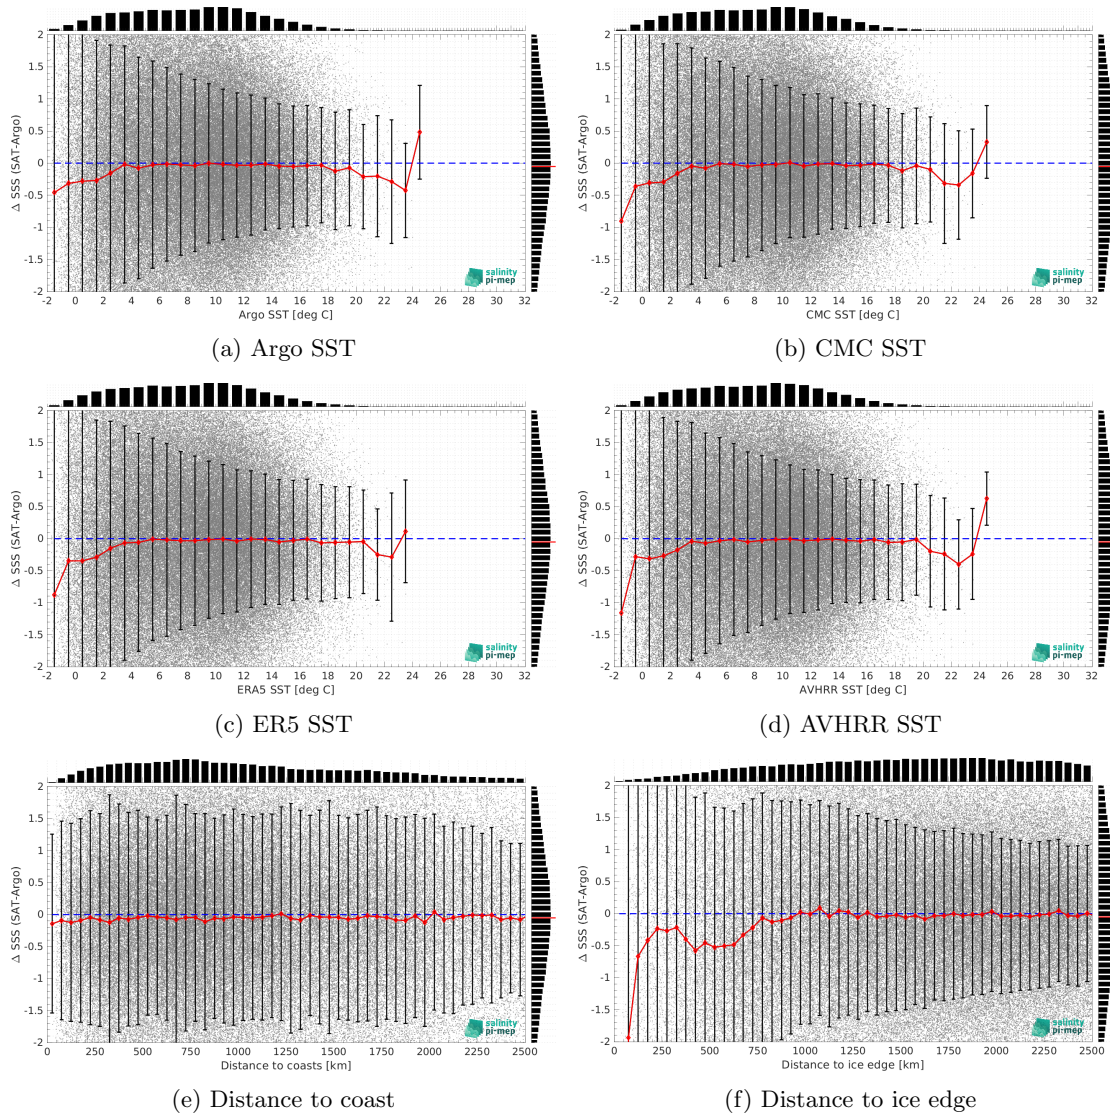 2
1.5
1
0.5
0
-0.5
-1
-1.5
-2
Δ SSS (SAT-Argo)
-2 0 2 4 6 8 10 12 14 16 18 20 22 24 26 28 30 32
Argo SST [deg C]
salinity
pi-mep
(a) Argo SST
2
1.5
1
0.5
0
-0.5
-1
-1.5
-2
Δ SSS (SAT-Argo)
-2 0 2 4 6 8 10 12 14 16 18 20 22 24 26 28 30 32
CMC SST [deg C]
salinity
pi-mep
(b) CMC SST
2
1.5
1
0.5
0
-0.5
-1
-1.5
-2
Δ SSS (SAT-Argo)
-2 0 2 4 6 8 10 12 14 16 18 20 22 24 26 28 30 32
ERA5 SST [deg C]
salinity
pi-mep
(c) ER5 SST
2
1.5
1
0.5
0
-0.5
-1
-1.5
-2
Δ SSS (SAT-Argo)
-2 0 2 4 6 8 10 12 14 16 18 20 22 24 26 28 30 32
AVHRR SST [deg C]
salinity
pi-mep
(d) AVHRR SST
2
1.5
1
0.5
0
-0.5
-1
-1.5
-2
Δ SSS (SAT-Argo)
0 250 500 750 1000 1250 1500 1750 2000 2250 2500
Distance to coasts [km]
salinity
pi-mep
(e) Distance to coast
2
1.5
1
0.5
0
-0.5
-1
-1.5
-2
Δ SSS (SAT-Argo)
0 250 500 750 1000 1250 1500 1750 2000 2250 2500
Distance to ice edge [km]
salinity
pi-mep
(f) Distance to ice edge